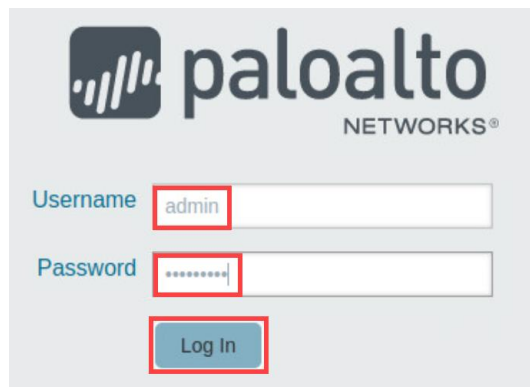 paloalto
NETWORKS®
Username admin
Password •••••••••
Log In